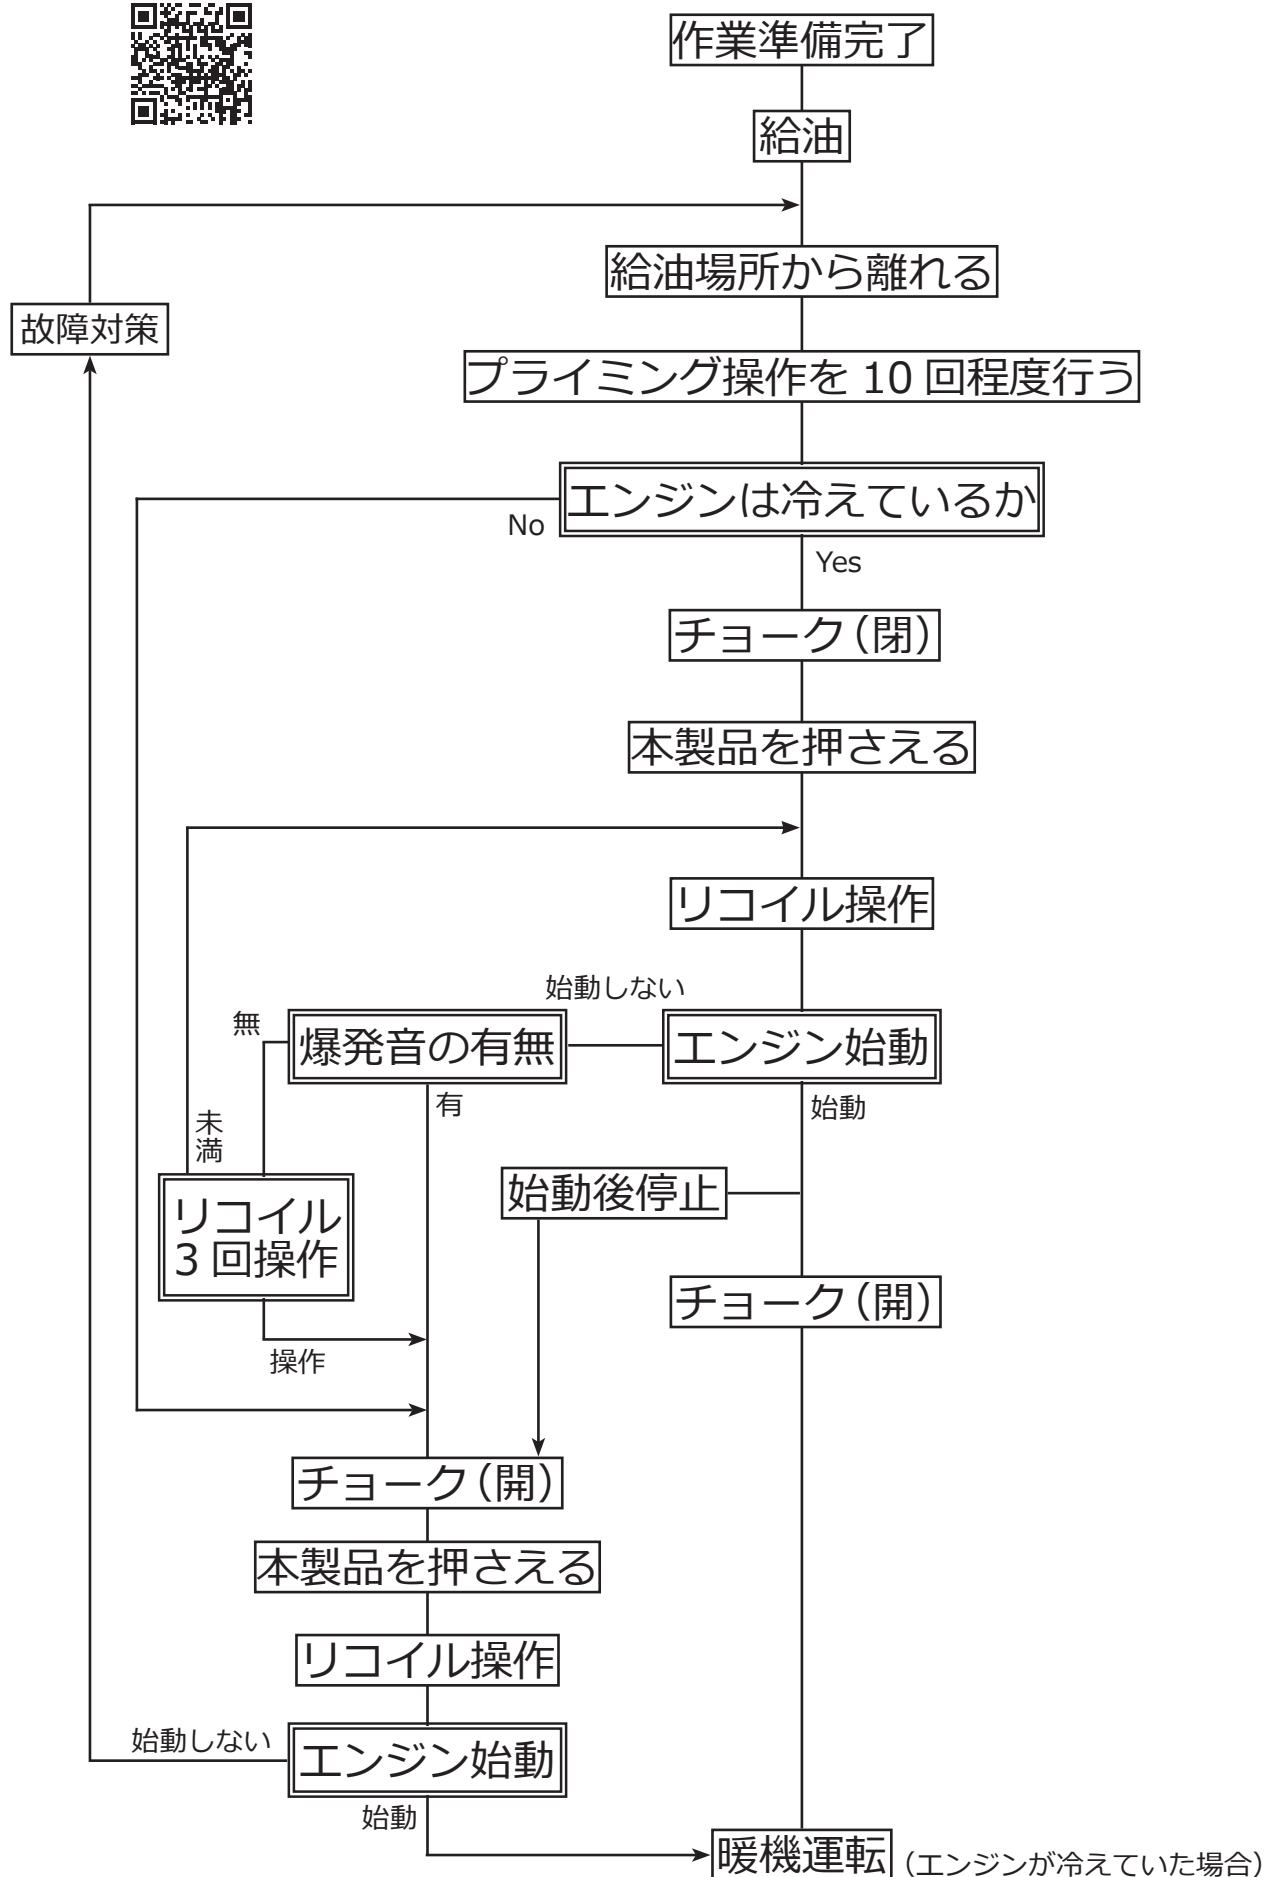 作業準備完了
給油
給油場所から離れる
故障対策
プライミング操作を 10 回程度行う
エンジンは冷えているか
No
Yes
チョーク（閉）
本製品を押さえる
リコイル操作
始動しない
無
爆発音の有無
エンジン始動
有
始動
未
満
始動後停止
リコイル
3 回操作
チョーク（開）
操作
チョーク（開）
本製品を押さえる
リコイル操作
始動しない
エンジン始動
始動
暖機運転
（エンジンが冷えていた場合）